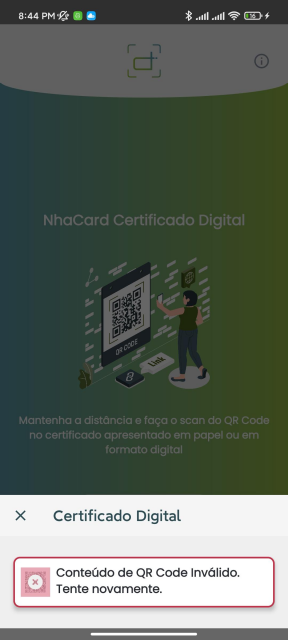 8:44 PM
16
NhaCard Certificado Digital
QR CODE
Link
Mantenha a distância e faça o scan do QR Code
no certificado apresentado em papel ou em
formato digital
Certificado Digital
Conteúdo de QR Code Inválido.
Tente novamente.